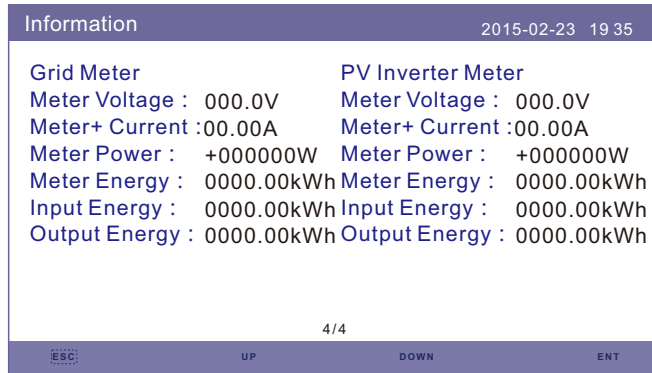 Information 2015-02-23 19 35
Grid Meter PV Inverter Meter
Meter Voltage : 000.0V Meter Voltage : 000.0V
Meter+ Current :00.00A Meter+ Current :00.00A
Meter Power : +000000W Meter Power : +000000W
Meter Energy : 0000.00kWh Meter Energy : 0000.00kWh
Input Energy : 0000.00kWh Input Energy : 0000.00kWh
Output Energy : 0000.00kWh Output Energy : 0000.00kWh
4/4
ESC UP DOWN ENT